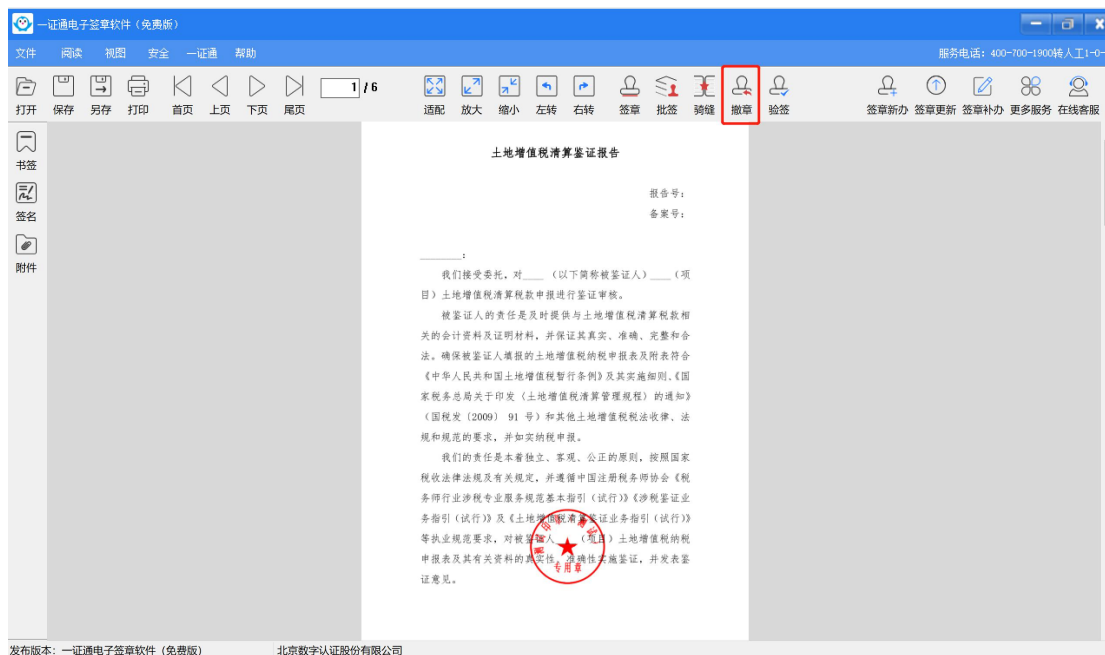 一证通电子签章软件（免费版）
文件 阅读 视图 安全 一证通 帮助 服务电话：400-700-1900转人工1-0-
打开 保存 另存 打印 首页 上页 下页 尾页 1 / 6 适配 放大 缩小 左转 右转 签章 批签 骑缝 撤章 验签 签章新办 签章更新 签章补办 更多服务 在线客服
书签
签名
附件
土地增值税清算鉴证报告
报告号：
备案号：
________：
我们接受委托，对____（以下简称被鉴证人）____（项
目）土地增值税清算税款申报进行鉴证审核。
被鉴证人的责任是及时提供与土地增值税清算税款相
关的会计资料及证明材料，并保证其真实、准确、完整和合
法。确保被鉴证人填报的土地增值税纳税申报表及附表符合
《中华人民共和国土地增值税暂行条例》及其实施细则、《国
家税务总局关于印发〈土地增值税清算管理规程〉的通知》
（国税发〔2009〕 91 号）和其他土地增值税税法收律、法
规和规范的要求，并如实纳税申报。
我们的责任是本着独立、客观、公正的原则，按照国家
税收法律法规及有关规定，并遵循中国注册税务师协会《税
务师行业涉税专业服务规范基本指引（试行）》《涉税鉴证业
务指引（试行）》及《土地增值税清算鉴证业务指引（试行）》
等执业规范要求，对被鉴证人____（项目）土地增值税纳税
申报表及其有关资料的真实性、准确性实施鉴证，并发表鉴
证意见。
专用章
发布版本：一证通电子签章软件（免费版） 北京数字认证股份有限公司